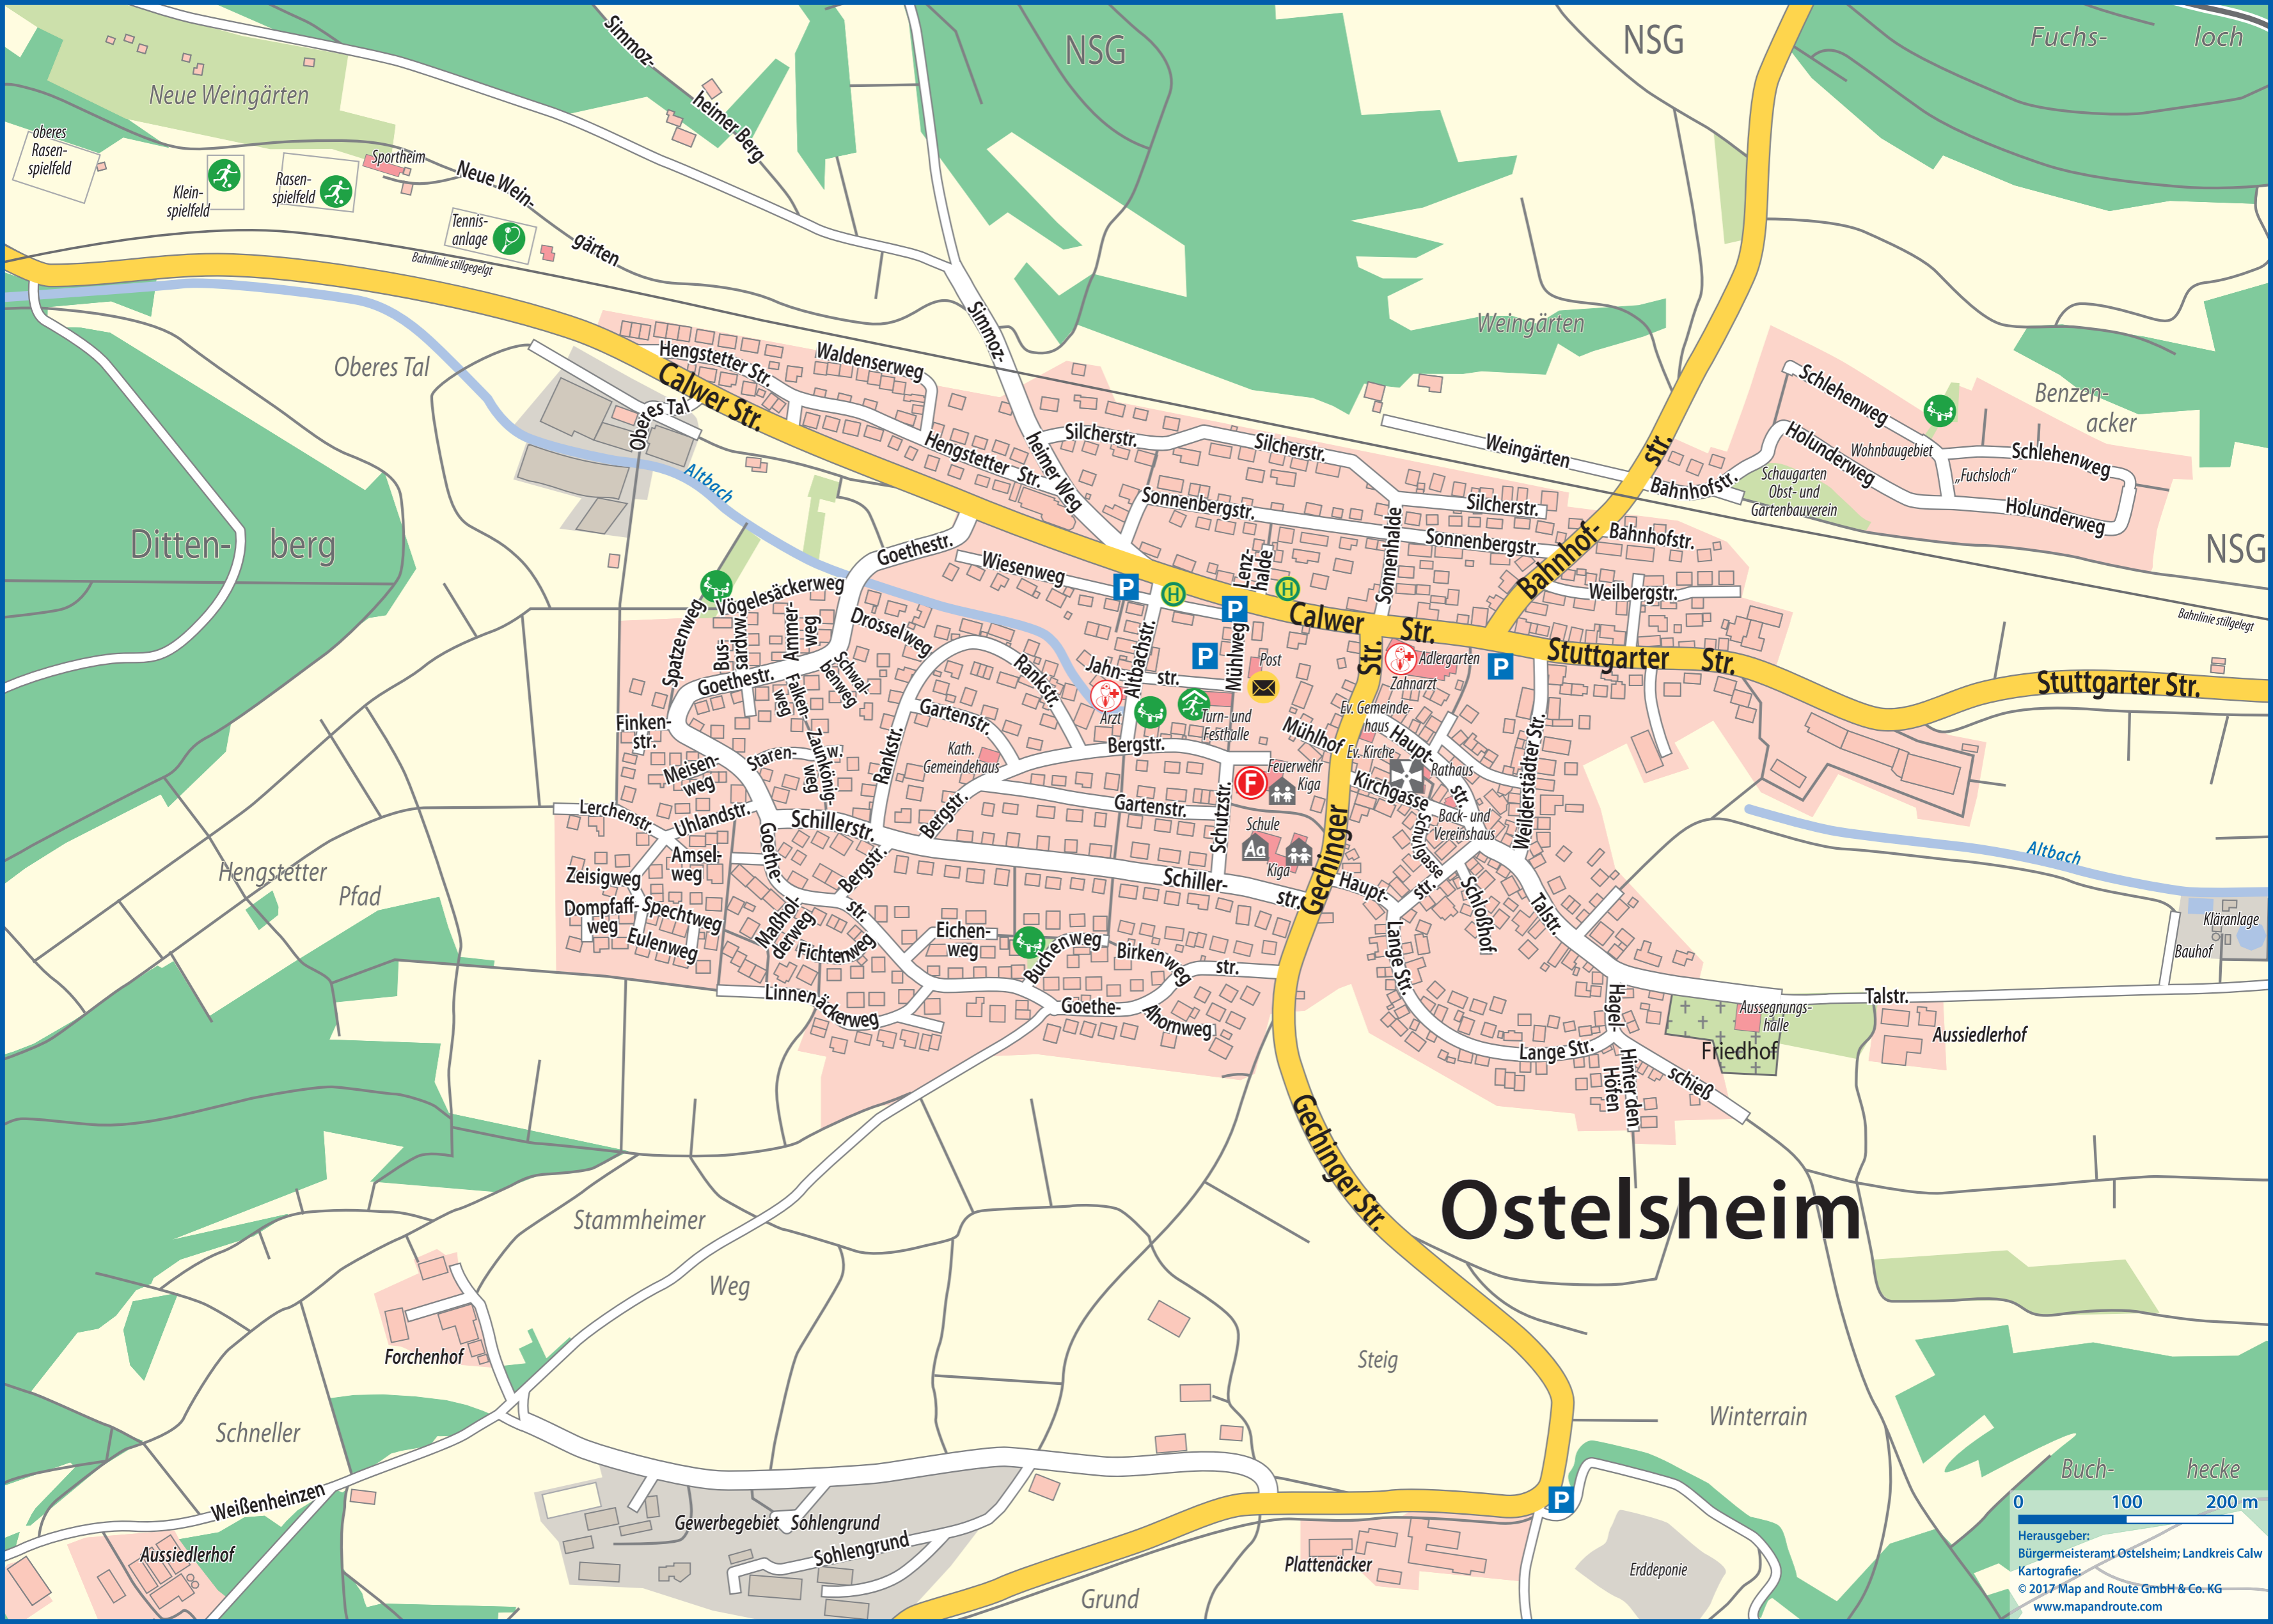 Simmoz-
heimer Berg
NSG
NSG
Fuchs-
loch
Neue Weingärten
oberes
Rasen-
spielfeld
Klein-
spielfeld
Rasen-
spielfeld
Sportheim
Neue Wein-
gärten
Tennis-
anlage
Bahnlinie stillgegelgt
Oberes Tal
Hengstetter Str.
Waldenserweg
Simmoz-
heimer Weg
Calwer Str.
Oberes Tal
Altbach
Hengstetter Str.
Silcherstr.
Silcherstr.
Silcherstr.
Weingärten
Weingärten
Bahnhof-
str.
Bahnhofstr.
Bahnhofstr.
Schlehenweg
Holunderweg
Wohnbaugebiet
„Fuchsloch“
Schlehenweg
Holunderweg
Schaugarten
Obst- und
Gartenbauverein
Benzen-
acker
NSG
Bahnlinie stillgelegt
Ditten-
berg
Sonnenbergstr.
Sonnenbergstr.
Sonnenhalde
Lenz-
halde
Goethestr.
Wiesenweg
P
H
P
H
Calwer
Str.
Weilbergstr.
Stuttgarter
Str.
Stuttgarter Str.
Spatzenweg
Vögelesäckerweg
Bus-
sardvw.
Ammer-
weg
Drosselweg
Schwal-
benweg
Goethestr.
Falken-
weg
Rankstr.
Rankstr.
Jahn-
str.
Altbachstr.
Mühlweg
P
Post
Arzt
Turn- und
Festhalle
Str.
Adlergarten
Zahnarzt
P
Finken-
str.
Meisen-
weg
Staren-
w.
Zaunkönig-
weg
Gartenstr.
Kath.
Gemeindehaus
Bergstr.
Mühlhof
Ev. Gemeinde-
haus
Ev. Kirche
Haupt-
str.
Rathaus
Weilderstädter Str.
F
Feuerwehr
Kiga
Kirchgasse
Back- und
Vereinshaus
Schulgasse
Lerchenstr.
Uhlandstr.
Goethe-
str.
Schillerstr.
Bergstr.
Bergstr.
Gartenstr.
Schutzstr.
Schule
Aa
Kiga
Gechinger
Schiller-
str.
Haupt-
str.
Schloßhof
Talstr.
Amsel-
weg
Zeisigweg
Dompfaff-
weg
Spechtweg
Eulenweg
Maßhol-
derweg
Fichtenweg
Eichen-
weg
Buchenweg
Birkenweg
str.
Goethe-
Ahornweg
Linnenäckerweg
Lange Str.
Lange Str.
Hagel-
schieß
Hinter den
Höfen
Aussegnungs-
halle
Friedhof
Talstr.
Aussiedlerhof
Altbach
Kläranlage
Bauhof
Hengstetter
Pfad
Gechinger Str.
Ostelsheim
Stammheimer
Weg
Forchenhof
Schneller
Weißenheinzen
Aussiedlerhof
Gewerbegebiet Sohlengrund
Sohlengrund
Steig
Winterrain
P
Plattenäcker
Grund
Erddeponie
Buch-
hecke
0 100 200 m
Herausgeber:
Bürgermeisteramt Ostelsheim; Landkreis Calw
Kartografie:
© 2017 Map and Route GmbH & Co. KG
www.mapandroute.com